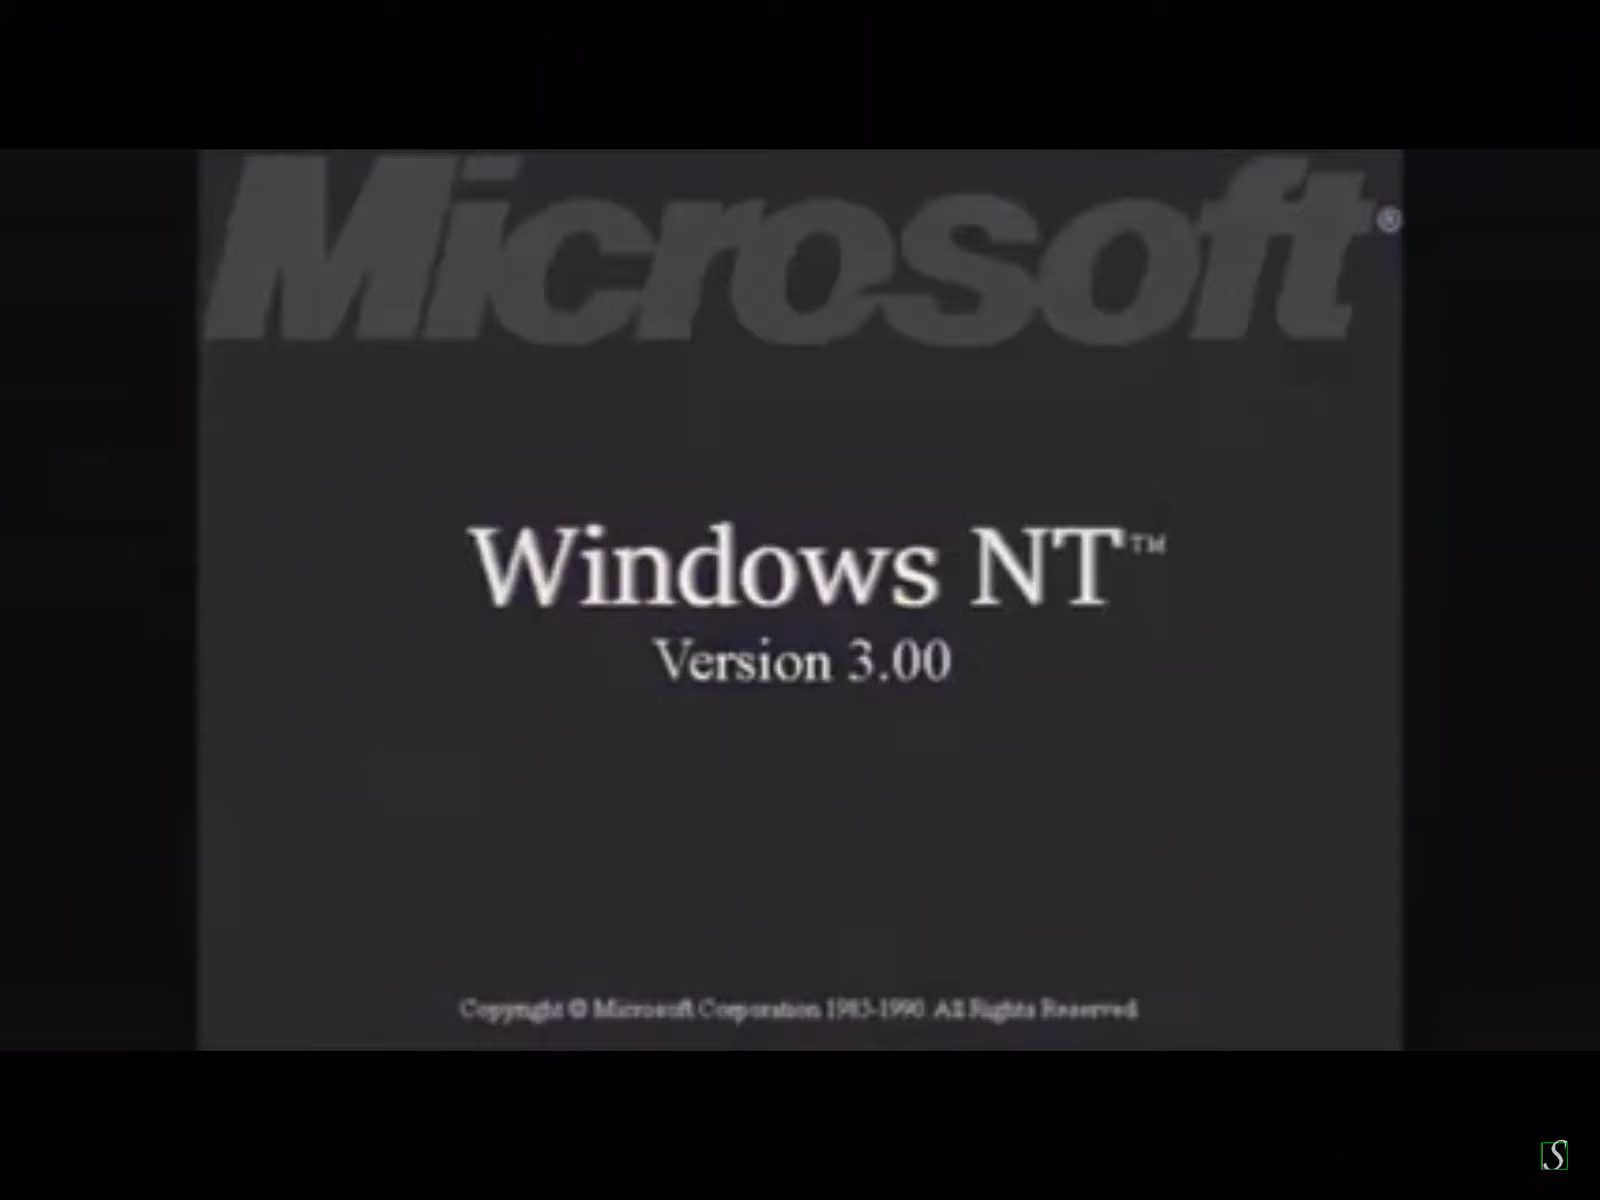 Microsoft®
Windows NT™
Version 3.00
Copyright © Microsoft Corporation 1985-1990. All Rights Reserved
S